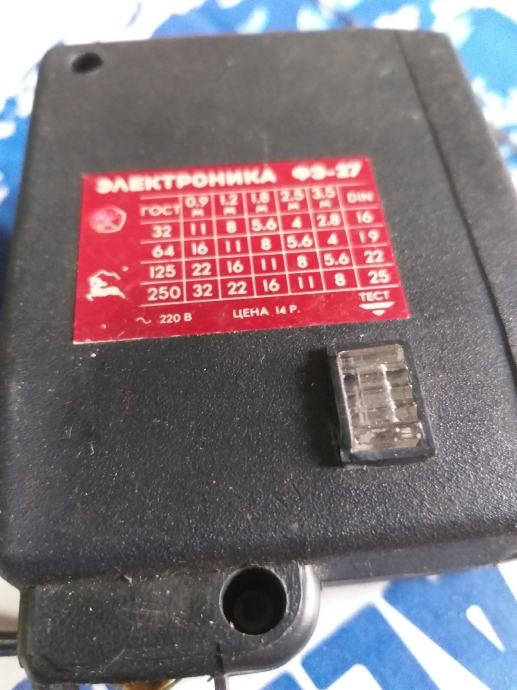 ЭЛЕКТРОНИКА ФЭ-27
ГОСТ 0,9 м 1,2 м 1,8 м 2,5 м 3,5 м DIN
32 11 8 5.6 4 2.8 16
64 16 11 8 5.6 4 19
125 22 16 11 8 5.6 22
250 32 22 16 11 8 25
~ 220 В ЦЕНА 14 Р. ТЕСТ